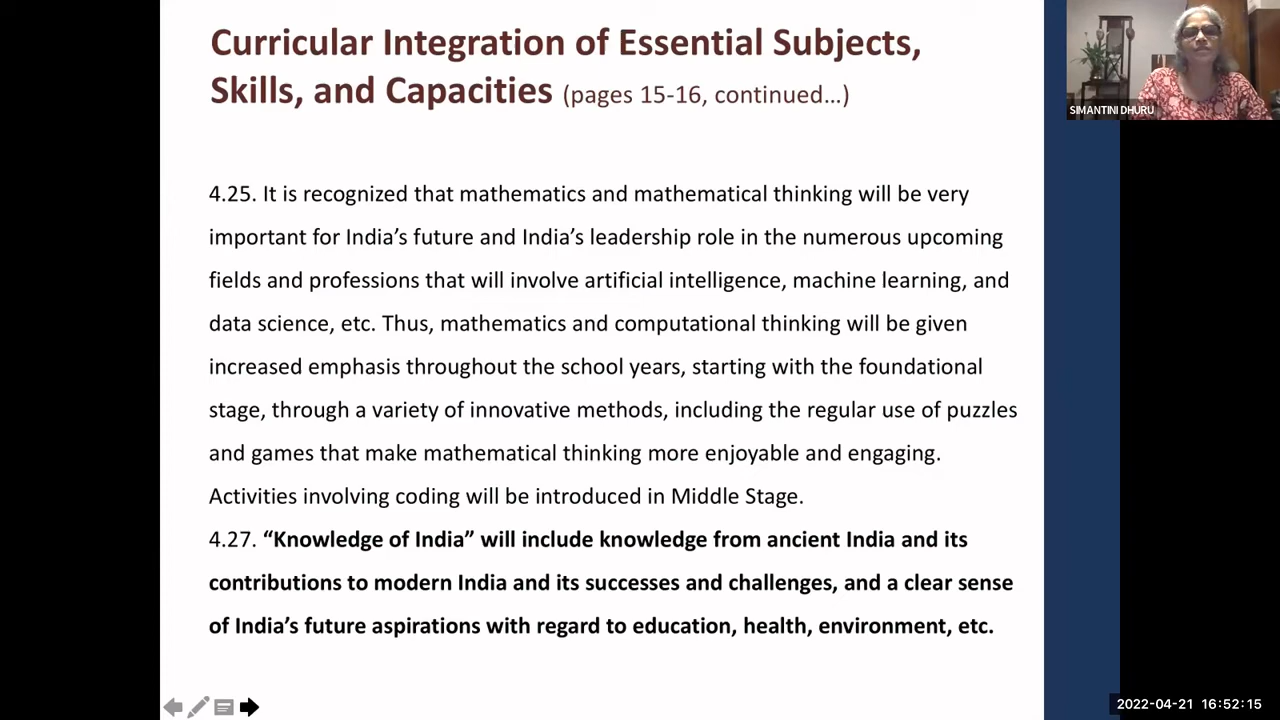 Curricular Integration of Essential Subjects,
Skills, and Capacities (pages 15-16, continued…)
SIMANTINI DHURU
4.25. It is recognized that mathematics and mathematical thinking will be very
important for India’s future and India’s leadership role in the numerous upcoming
fields and professions that will involve artificial intelligence, machine learning, and
data science, etc. Thus, mathematics and computational thinking will be given
increased emphasis throughout the school years, starting with the foundational
stage, through a variety of innovative methods, including the regular use of puzzles
and games that make mathematical thinking more enjoyable and engaging.
Activities involving coding will be introduced in Middle Stage.
4.27. “Knowledge of India” will include knowledge from ancient India and its
contributions to modern India and its successes and challenges, and a clear sense
of India’s future aspirations with regard to education, health, environment, etc.
2022-04-21 16:52:15